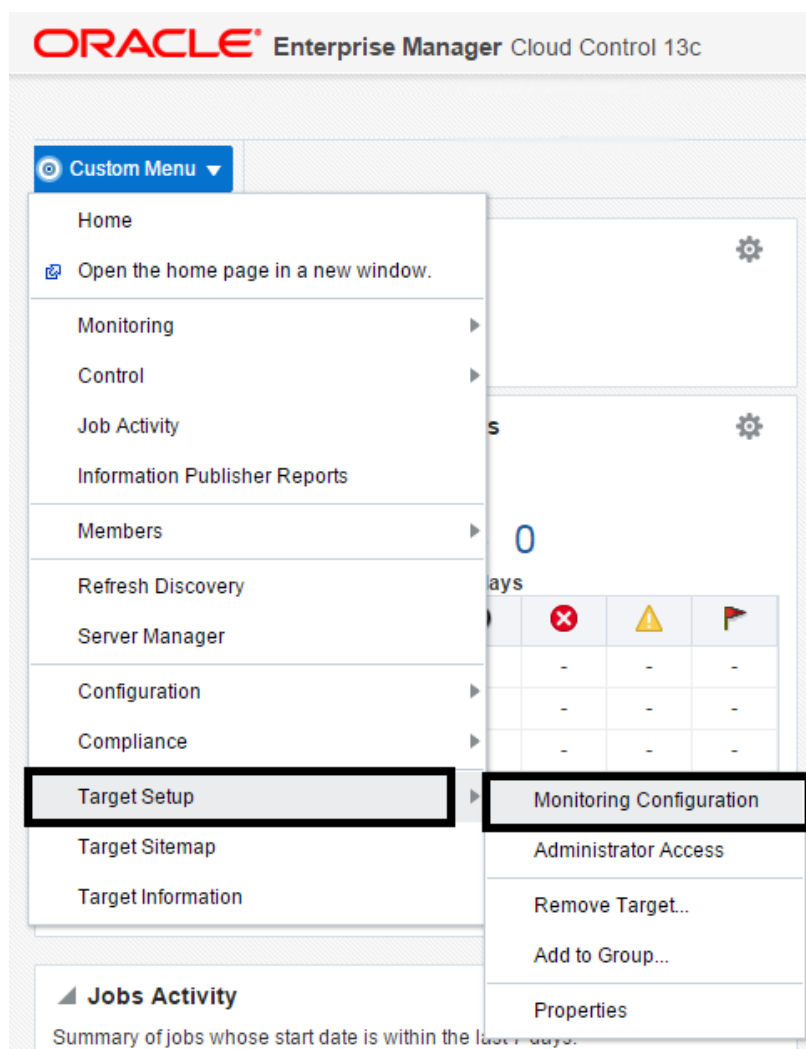 ORACLE® Enterprise Manager Cloud Control 13c
Custom Menu
Home
Open the home page in a new window.
Monitoring
Control
Job Activity
s
Information Publisher Reports
Members
0
Refresh Discovery
ays
Server Manager
Configuration
- - -
- - -
Compliance
- - -
Target Setup
Monitoring Configuration
Target Sitemap
Administrator Access
Target Information
Remove Target...
Add to Group...
Properties
Jobs Activity
Summary of jobs whose start date is within the last 7 days.